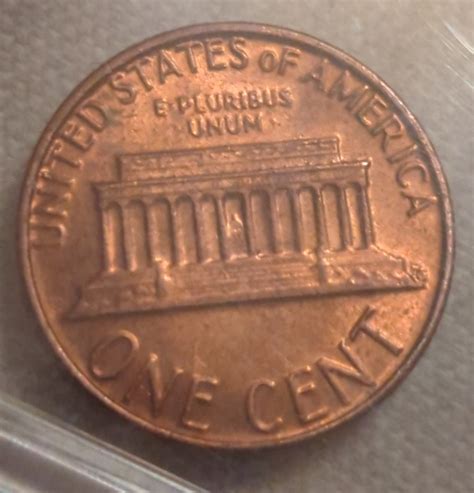 UNITED STATES OF AMERICA
E·PLURIBUS
UNUM
ONE CENT